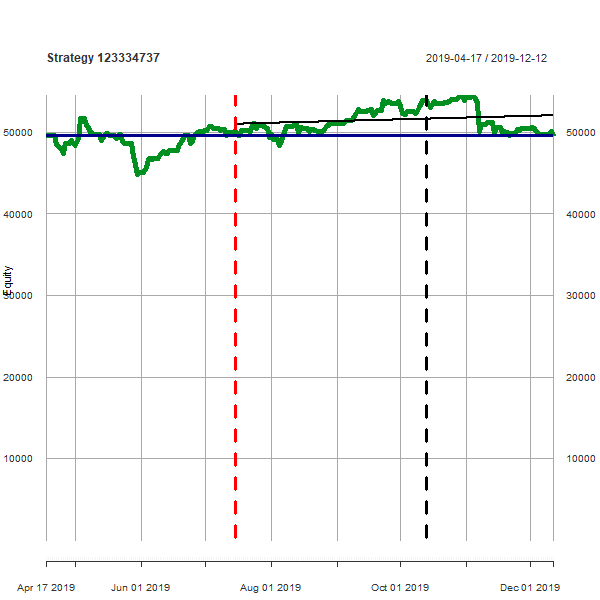 Strategy 123334737
2019-04-17 / 2019-12-12
50000 50000
40000 40000
Equity
30000 30000
20000 20000
10000 10000
Apr 17 2019 Jun 01 2019 Aug 01 2019 Oct 01 2019 Dec 01 2019